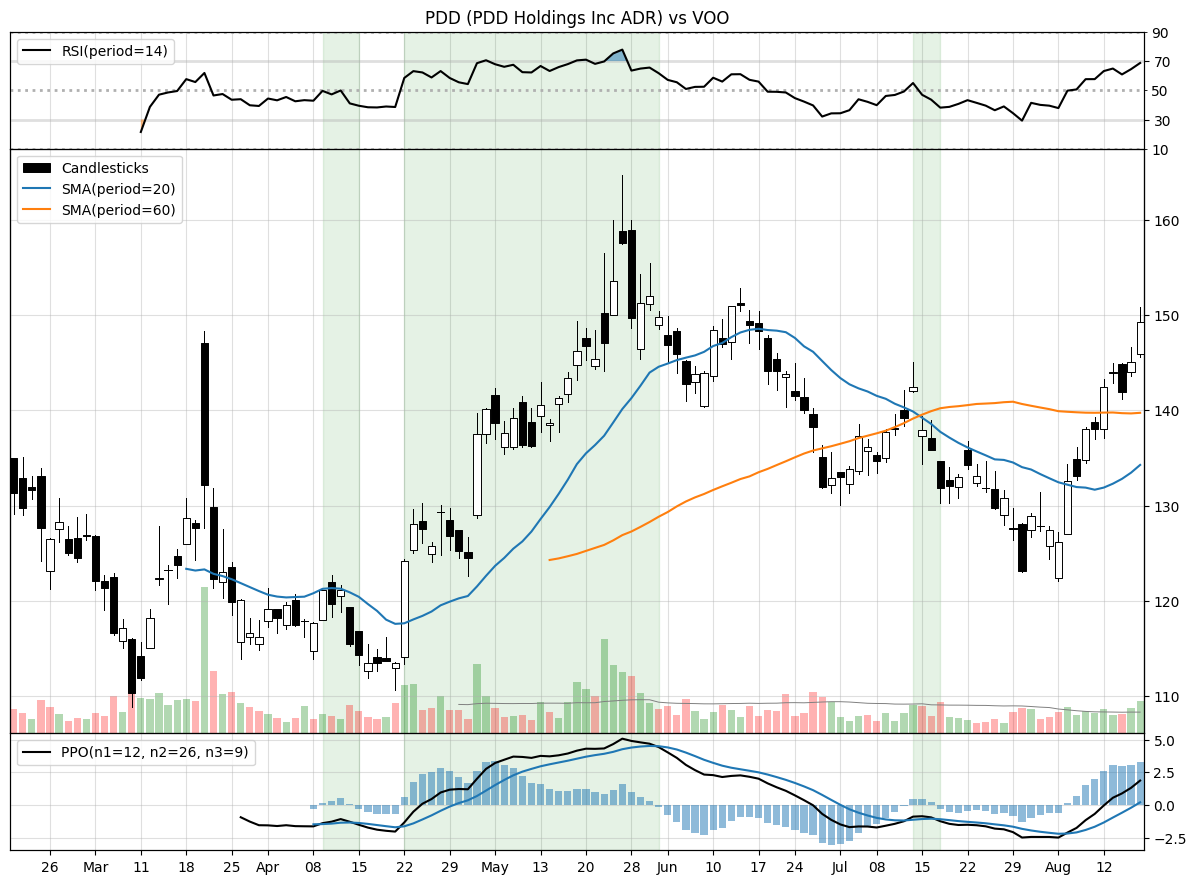 PDD (PDD Holdings Inc ADR) vs VOO
RSI(period=14)
90
70
50
30
10
Candlesticks
SMA(period=20)
SMA(period=60)
160
150
140
130
120
110
PPO(n1=12, n2=26, n3=9)
5.0
2.5
0.0
−2.5
26 Mar 11 18 25 Apr 08 15 22 29 May 13 20 28 Jun 10 17 24 Jul 08 15 22 29 Aug 12